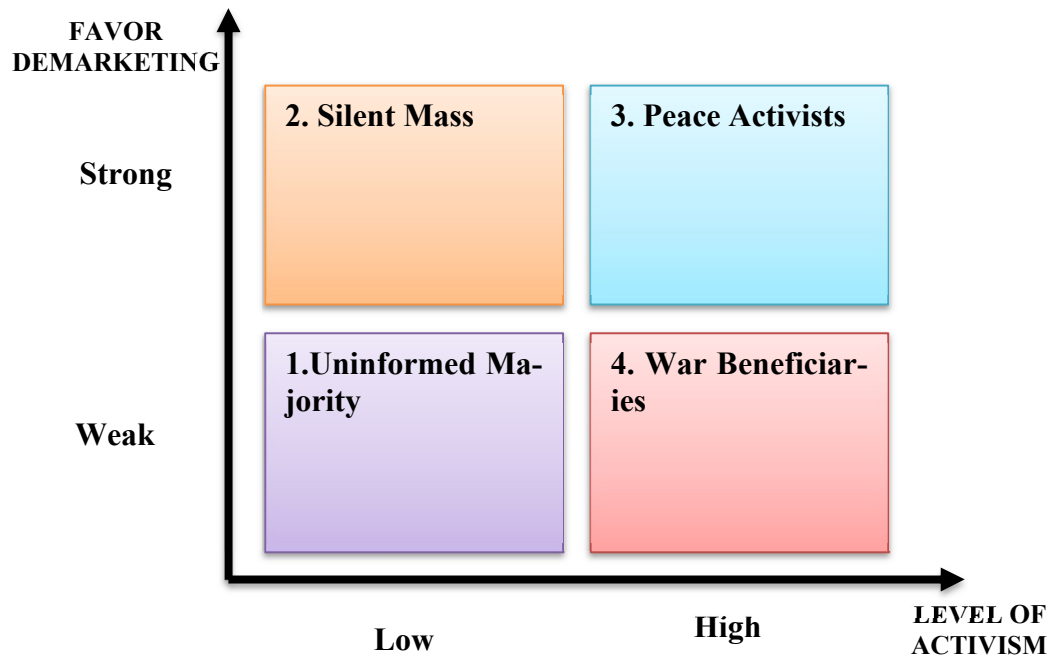 FAVOR
DEMARKETING
2. Silent Mass
3. Peace Activists
Strong
1.Uninformed Ma-
jority
4. War Beneficiar-
ies
Weak
Low
High
LEVEL OF
ACTIVISM